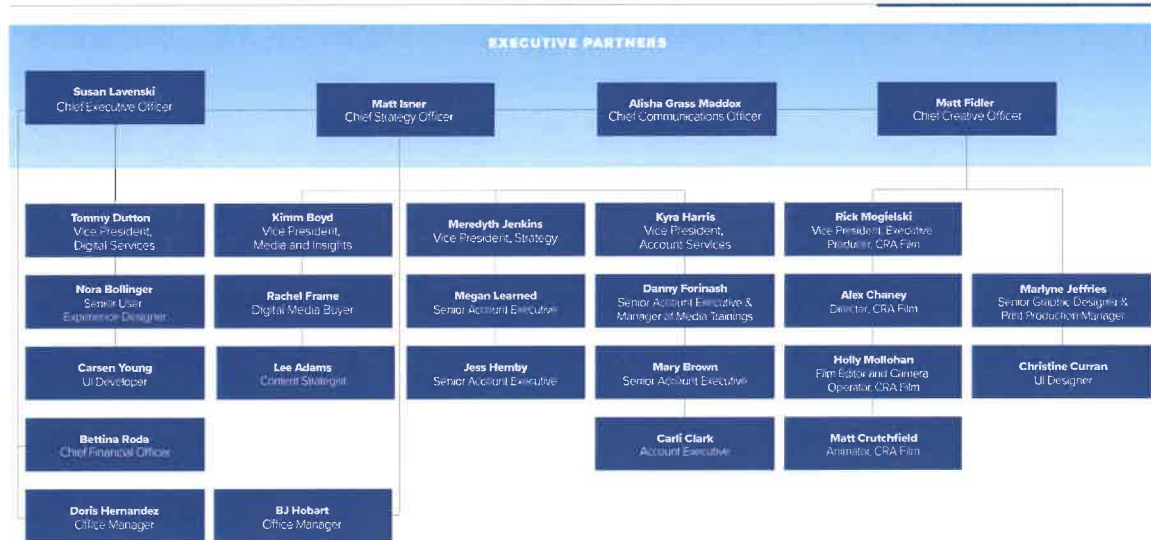 EXECUTIVE PARTNERS
Susan Lavenski
Chief Executive Officer
Matt Isner
Chief Strategy Officer
Alisha Grass Maddox
Chief Communications Officer
Matt Fidler
Chief Creative Officer
Tommy Dutton
Vice President,
Digital Services
Kimm Boyd
Vice President,
Media and Insights
Meredyth Jenkins
Vice President, Strategy
Kyra Harris
Vice President,
Account Services
Rick Mogielski
Vice President, Executive
Producer, CRA Film
Nora Bollinger
Senior User
Experience Designer
Rachel Frame
Digital Media Buyer
Megan Learned
Senior Account Executive
Danny Forinash
Senior Account Executive &
Manager of Media Trainings
Alex Chaney
Director, CRA Film
Marlyne Jeffries
Senior Graphic Designer &
Print Production Manager
Carsen Young
UI Developer
Lee Adams
Content Strategist
Jess Hernby
Senior Account Executive
Mary Brown
Senior Account Executive
Holly Mollohan
Film Editor and Camera
Operator, CRA Film
Christine Curran
UI Designer
Bettina Roda
Chief Financial Officer
Carli Clark
Account Executive
Matt Crutchfield
Animator, CRA Film
Doris Hernandez
Office Manager
BJ Hobart
Office Manager